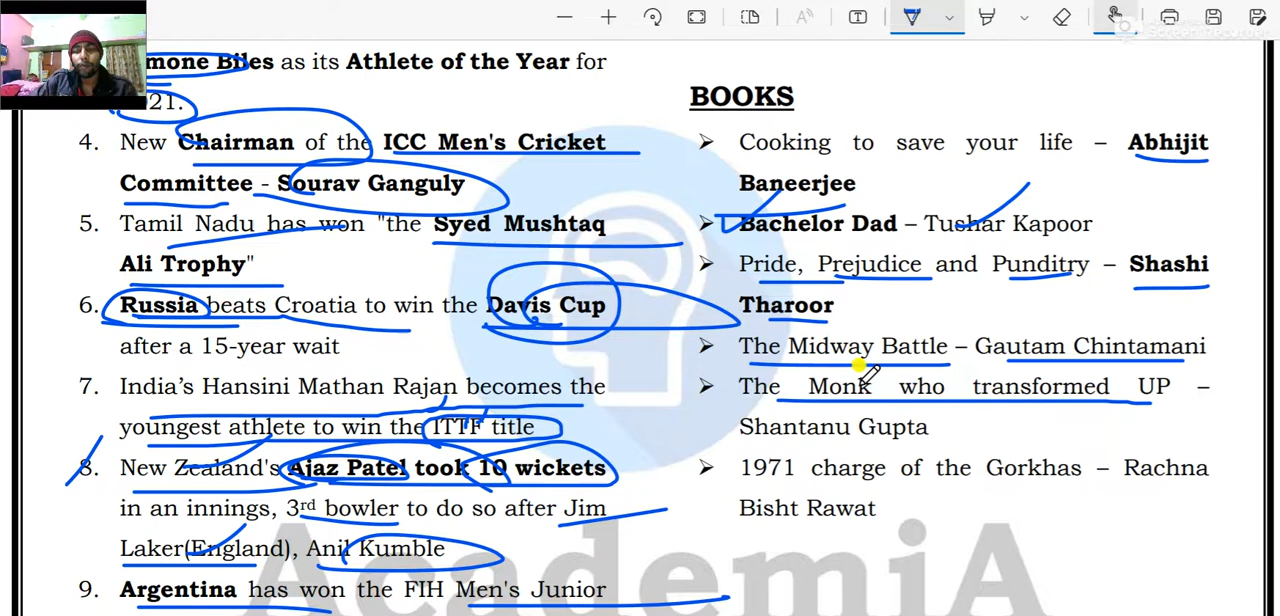 mone Biles as its Athlete of the Year for
21.
4. New Chairman of the ICC Men's Cricket
Committee - Sourav Ganguly
5. Tamil Nadu has won "the Syed Mushtaq
Ali Trophy"
6. Russia beats Croatia to win the Davis Cup
after a 15-year wait
7. India's Hansini Mathan Rajan becomes the
youngest athlete to win the ITTF title
8. New Zealand's Ajaz Patel took 10 wickets
in an innings, 3rd bowler to do so after Jim
Laker(England), Anil Kumble
9. Argentina has won the FIH Men's Junior
BOOKS
➢ Cooking to save your life – Abhijit
Baneerjee
➢ Bachelor Dad – Tushar Kapoor
➢ Pride, Prejudice and Punditry – Shashi
Tharoor
➢ The Midway Battle – Gautam Chintamani
➢ The Monk who transformed UP –
Shantanu Gupta
➢ 1971 charge of the Gorkhas – Rachna
Bisht Rawat
AcademiA